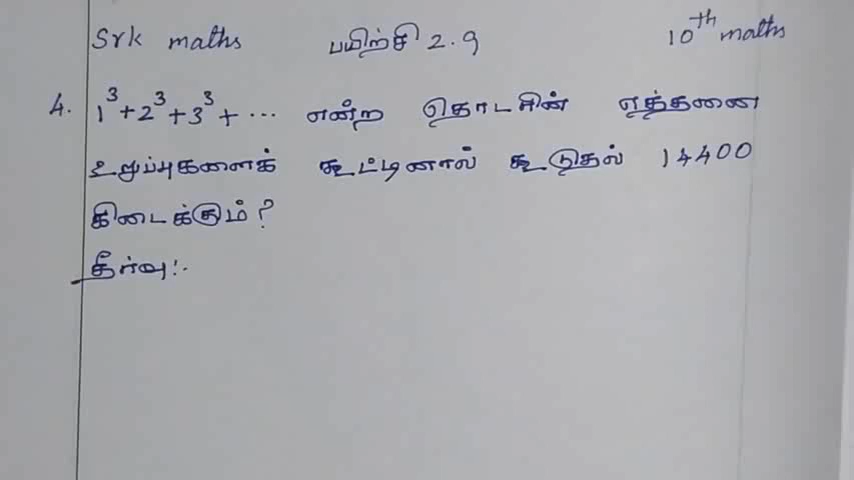 Srk maths பயிற்சி 2.9 10th maths
4. 1³ + 2³ + 3³ + ... என்ற தொடரின் எத்தனை
உறுப்புகளைக் கூட்டினால் கூடுதல் 14400
கிடைக்கும்?
தீர்வு:-